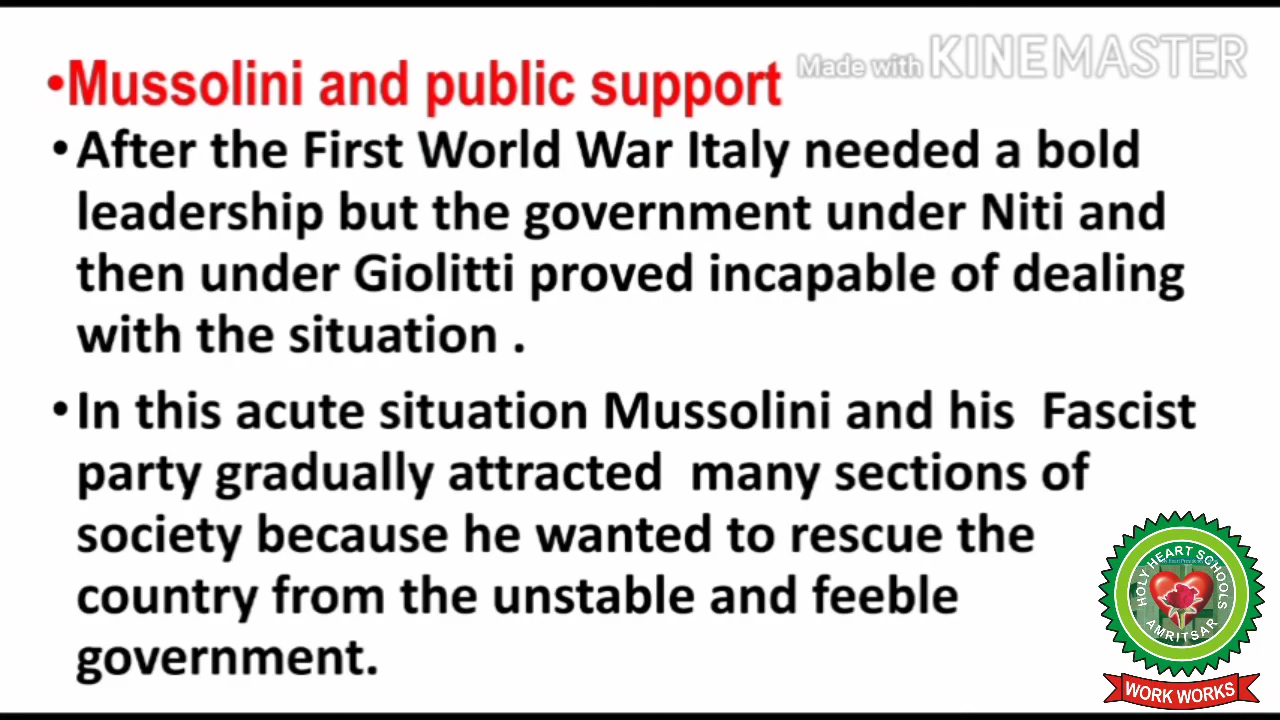 Made with KINEMASTER
•Mussolini and public support
•After the First World War Italy needed a bold
leadership but the government under Niti and
then under Giolitti proved incapable of dealing
with the situation .
•In this acute situation Mussolini and his Fascist
party gradually attracted many sections of
society because he wanted to rescue the
country from the unstable and feeble
government.
HOLY HEART SCHOOLS
AMRITSAR
WORK WORKS